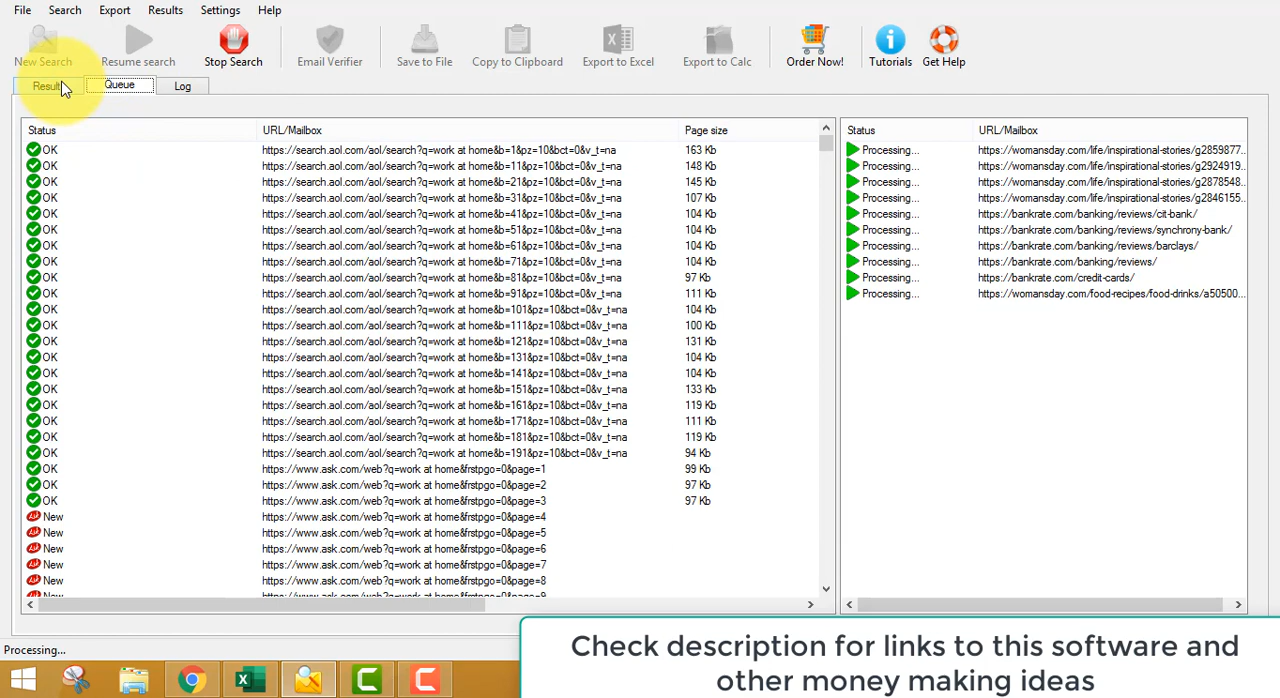 File Search Export Results Settings Help
New Search Resume search Stop Search Email Verifier Save to File Copy to Clipboard Export to Excel Export to Calc Order Now! Tutorials Get Help
Result Queue Log
Status URL/Mailbox Page size
OK https://search.aol.com/aol/search?q=work at home&b=1&pz=10&bct=0&v_t=na 163 Kb
OK https://search.aol.com/aol/search?q=work at home&b=11&pz=10&bct=0&v_t=na 148 Kb
OK https://search.aol.com/aol/search?q=work at home&b=21&pz=10&bct=0&v_t=na 145 Kb
OK https://search.aol.com/aol/search?q=work at home&b=31&pz=10&bct=0&v_t=na 107 Kb
OK https://search.aol.com/aol/search?q=work at home&b=41&pz=10&bct=0&v_t=na 104 Kb
OK https://search.aol.com/aol/search?q=work at home&b=51&pz=10&bct=0&v_t=na 104 Kb
OK https://search.aol.com/aol/search?q=work at home&b=61&pz=10&bct=0&v_t=na 104 Kb
OK https://search.aol.com/aol/search?q=work at home&b=71&pz=10&bct=0&v_t=na 104 Kb
OK https://search.aol.com/aol/search?q=work at home&b=81&pz=10&bct=0&v_t=na 97 Kb
OK https://search.aol.com/aol/search?q=work at home&b=91&pz=10&bct=0&v_t=na 111 Kb
OK https://search.aol.com/aol/search?q=work at home&b=101&pz=10&bct=0&v_t=na 104 Kb
OK https://search.aol.com/aol/search?q=work at home&b=111&pz=10&bct=0&v_t=na 100 Kb
OK https://search.aol.com/aol/search?q=work at home&b=121&pz=10&bct=0&v_t=na 131 Kb
OK https://search.aol.com/aol/search?q=work at home&b=131&pz=10&bct=0&v_t=na 104 Kb
OK https://search.aol.com/aol/search?q=work at home&b=141&pz=10&bct=0&v_t=na 104 Kb
OK https://search.aol.com/aol/search?q=work at home&b=151&pz=10&bct=0&v_t=na 133 Kb
OK https://search.aol.com/aol/search?q=work at home&b=161&pz=10&bct=0&v_t=na 119 Kb
OK https://search.aol.com/aol/search?q=work at home&b=171&pz=10&bct=0&v_t=na 111 Kb
OK https://search.aol.com/aol/search?q=work at home&b=181&pz=10&bct=0&v_t=na 119 Kb
OK https://search.aol.com/aol/search?q=work at home&b=191&pz=10&bct=0&v_t=na 94 Kb
OK https://www.ask.com/web?q=work at home&frstpgo=0&page=1 99 Kb
OK https://www.ask.com/web?q=work at home&frstpgo=0&page=2 97 Kb
OK https://www.ask.com/web?q=work at home&frstpgo=0&page=3 97 Kb
New https://www.ask.com/web?q=work at home&frstpgo=0&page=4
New https://www.ask.com/web?q=work at home&frstpgo=0&page=5
New https://www.ask.com/web?q=work at home&frstpgo=0&page=6
New https://www.ask.com/web?q=work at home&frstpgo=0&page=7
New https://www.ask.com/web?q=work at home&frstpgo=0&page=8
New https://www.ask.com/web?q=work at home&frstpgo=0&page=9
Status URL/Mailbox
Processing... https://womansday.com/life/inspirational-stories/g2859877...
Processing... https://womansday.com/life/inspirational-stories/g2924919...
Processing... https://womansday.com/life/inspirational-stories/g2878548...
Processing... https://womansday.com/life/inspirational-stories/g2846155...
Processing... https://bankrate.com/banking/reviews/cit-bank/
Processing... https://bankrate.com/banking/reviews/synchrony-bank/
Processing... https://bankrate.com/banking/reviews/barclays/
Processing... https://bankrate.com/banking/reviews/
Processing... https://bankrate.com/credit-cards/
Processing... https://womansday.com/food-recipes/food-drinks/a50500...
Processing...
Check description for links to this software and
other money making ideas